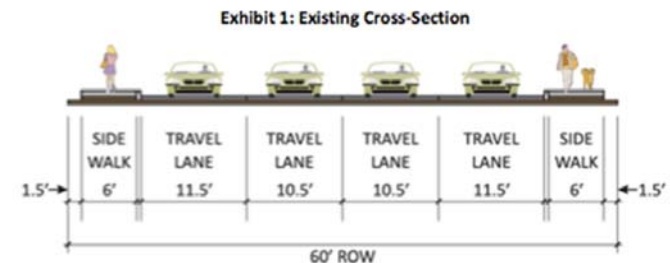 Exhibit 1: Existing Cross-Section
SIDE WALK 6'
TRAVEL LANE 11.5'
TRAVEL LANE 10.5'
TRAVEL LANE 10.5'
TRAVEL LANE 11.5'
SIDE WALK 6'
1.5'
1.5'
60' ROW